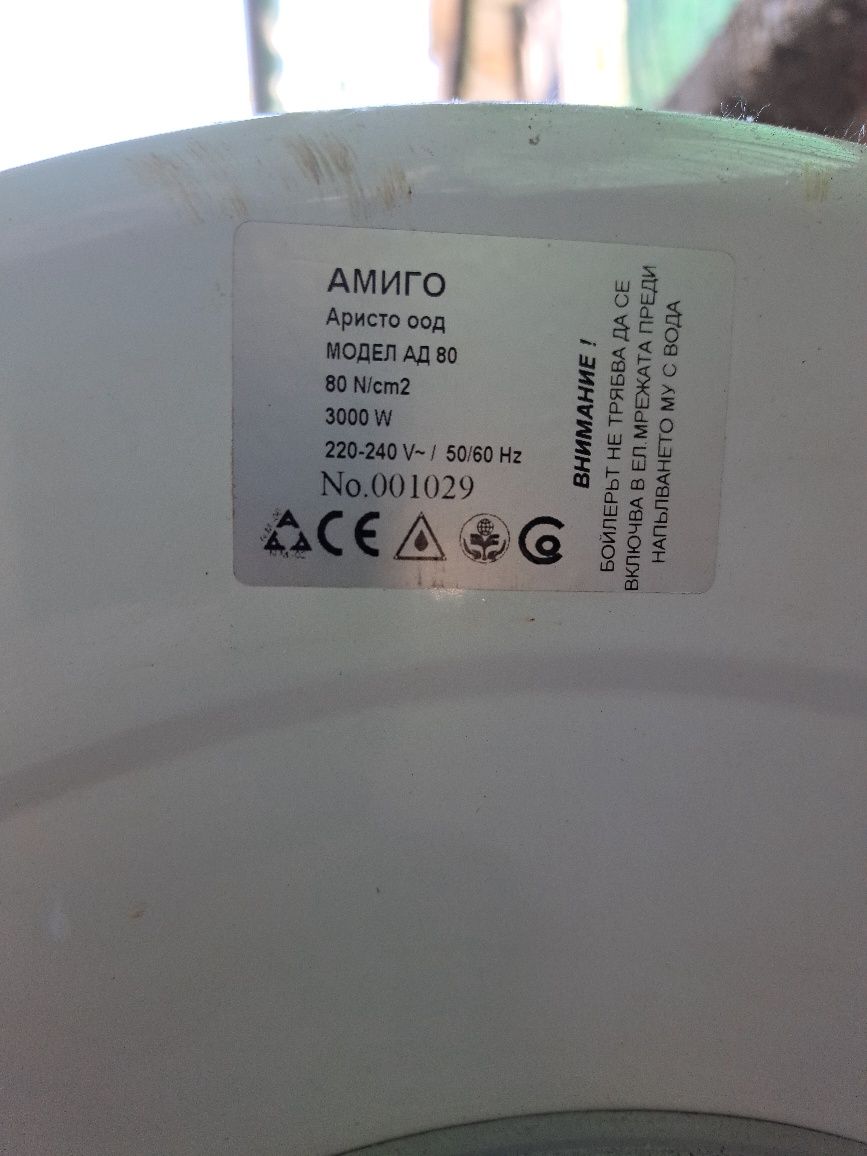 АМИГО
Аристо оод
МОДЕЛ АД 80
80 N/cm2
3000 W
220-240 V~ / 50/60 Hz
No.001029
CE
ВНИМАНИЕ !
БОЙЛЕРЪТ НЕ ТРЯБВА ДА СЕ
ВКЛЮЧВА В ЕЛ.МРЕЖАТА ПРЕДИ
НАПЪЛВАНЕТО МУ С ВОДА